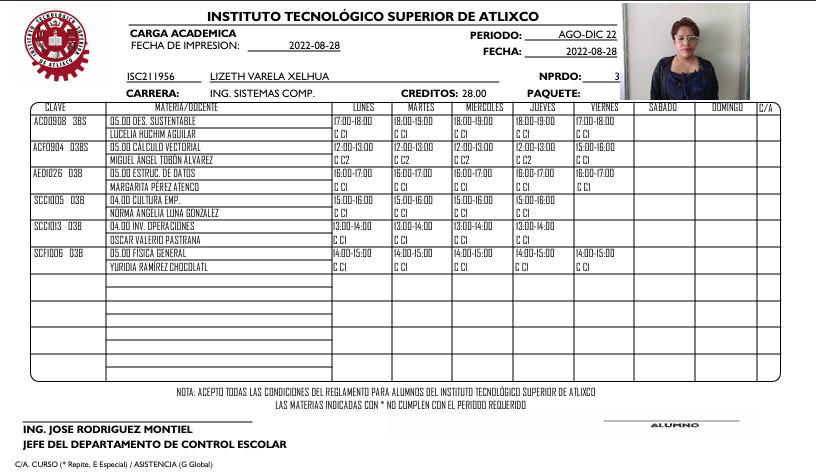 INSTITUTO TECNOLÓGICO SUPERIOR DE ATLIXCO
CARGA ACADEMICA PERIODO: AGO-DIC 22
FECHA DE IMPRESION: 2022-08-28 FECHA: 2022-08-28
ISC211956 LIZETH VARELA XELHUA NPRDO: 3
CARRERA: ING. SISTEMAS COMP. CREDITOS: 28.00 PAQUETE:
CLAVE MATERIA/DOCENTE LUNES MARTES MIERCOLES JUEVES VIERNES SABADO DOMINGO C/A
ACD0908 3BS 05.00 DES. SUSTENTABLE 17:00-18:00 18:00-19:00 18:00-19:00 18:00-19:00 17:00-18:00
LUCELIA HUCHIM AGUILAR C C1 C C1 C C1 C C1 C C1
ACF0904 03BS 05.00 CÁLCULO VECTORIAL 12:00-13:00 12:00-13:00 12:00-13:00 12:00-13:00 15:00-16:00
MIGUEL ÁNGEL TOBÓN ÁLVAREZ C C2 C C2 C C2 C C2 C C1
AED1026 03B 05.00 ESTRUC. DE DATOS 16:00-17:00 16:00-17:00 16:00-17:00 16:00-17:00 16:00-17:00
MARGARITA PÉREZ ATENCO C C1 C C1 C C1 C C1 C C1
SCC1005 03B 04.00 CULTURA EMP. 15:00-16:00 15:00-16:00 15:00-16:00 15:00-16:00
NORMA ANGELIA LUNA GONZALEZ C C1 C C1 C C1 C C1
SCC1013 03B 04.00 INV. OPERACIONES 13:00-14:00 13:00-14:00 13:00-14:00 13:00-14:00
OSCAR VALERIO PASTRANA C C1 C C1 C C1 C C1
SCF1006 03B 05.00 FÍSICA GENERAL 14:00-15:00 14:00-15:00 14:00-15:00 14:00-15:00 14:00-15:00
YURIDIA RAMÍREZ CHOCOLATL C C1 C C1 C C1 C C1 C C1
NOTA: ACEPTO TODAS LAS CONDICIONES DEL REGLAMENTO PARA ALUMNOS DEL INSTITUTO TECNOLÓGICO SUPERIOR DE ATLIXCO
LAS MATERIAS INDICADAS CON * NO CUMPLEN CON EL PERIODO REQUERIDO
ING. JOSE RODRIGUEZ MONTIEL ALUMNO
JEFE DEL DEPARTAMENTO DE CONTROL ESCOLAR
C/A. CURSO (* Repite, E Especial) / ASISTENCIA (G Global)